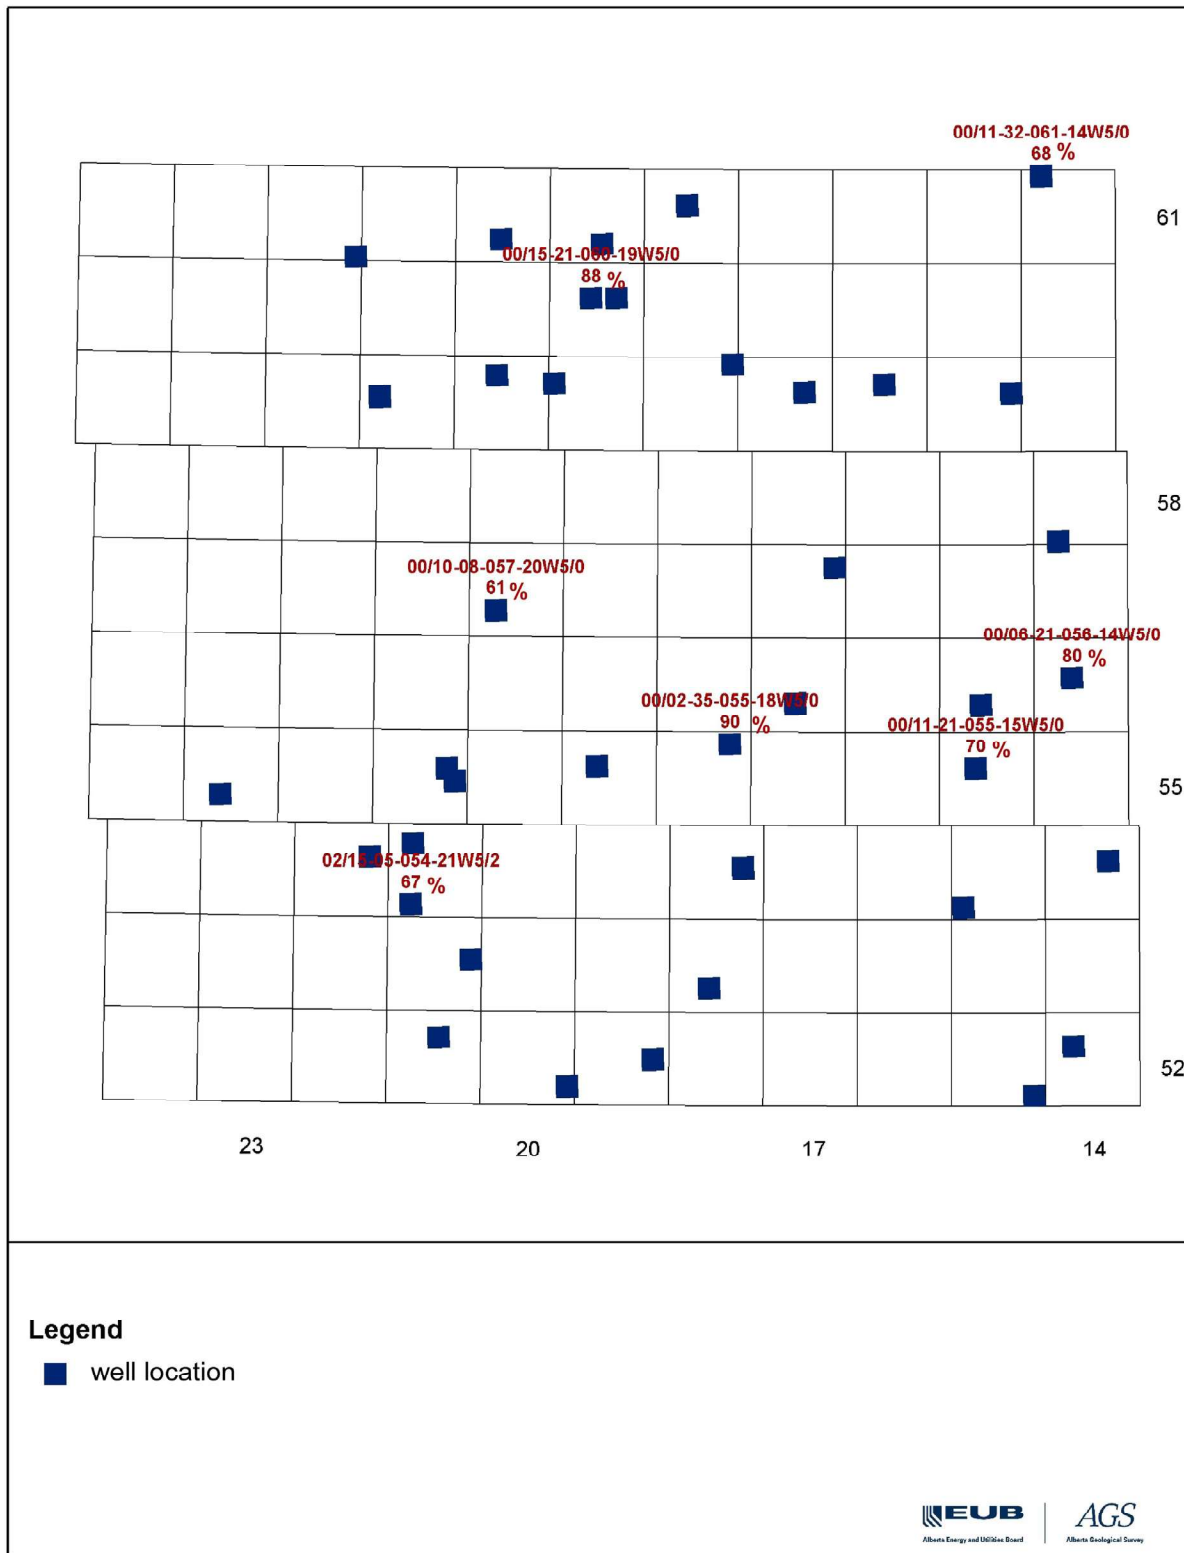 00/11-32-061-14W5/0
68 %
61
00/15-21-060-19W5/0
88 %
58
00/10-08-057-20W5/0
61 %
00/06-21-056-14W5/0
80 %
00/02-35-055-18W5/0
90 %
00/11-21-055-15W5/0
70 %
55
02/15-05-054-21W5/2
67 %
52
23 20 17 14
Legend
well location
EUB
Alberta Energy and Utilities Board
AGS
Alberta Geological Survey